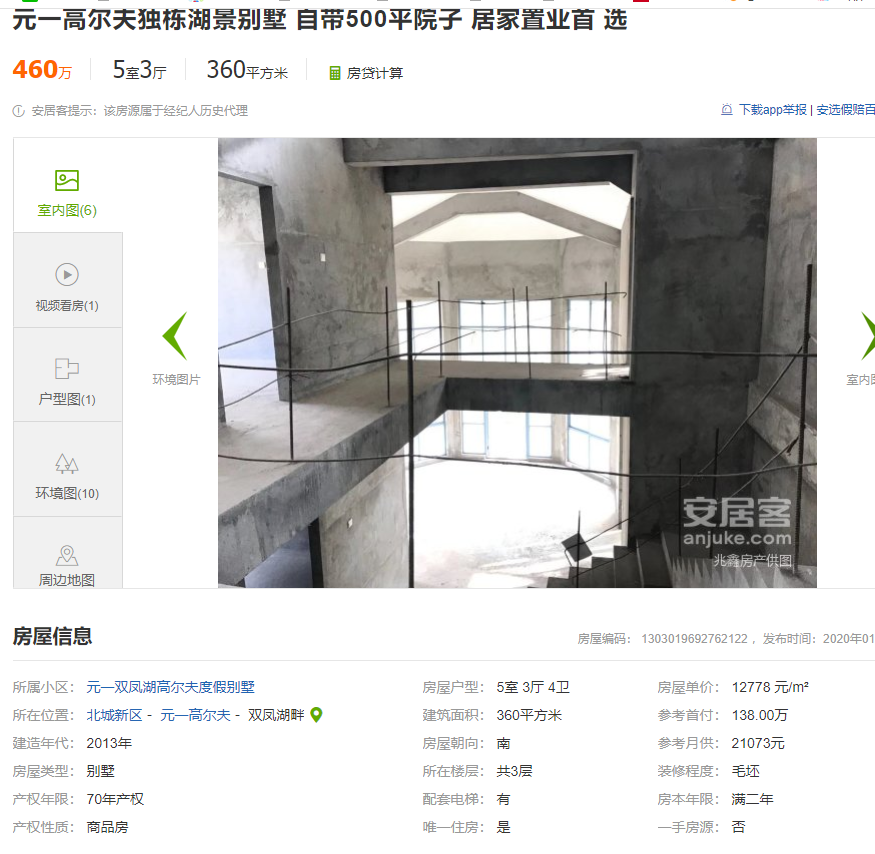 元一高尔夫独栋湖景别墅 自带500平院子 居家置业首 选
460万 5室3厅 360平方米 房贷计算
安居客提示：该房源属于经纪人历史代理 下载app举报 | 安选假赔百
室内图(6)
视频看房(1)
户型图(1)
环境图(10)
周边地图
环境图片
室内图
安居客
anjuke.com
兆鑫房产供图
房屋信息 房屋编码： 1303019692762122 ，发布时间：2020年01
所属小区： 元一双凤湖高尔夫度假别墅 房屋户型： 5室 3厅 4卫 房屋单价： 12778 元/m²
所在位置： 北城新区 - 元一高尔夫 - 双凤湖畔 建筑面积： 360平方米 参考首付： 138.00万
建造年代： 2013年 房屋朝向： 南 参考月供： 21073元
房屋类型： 别墅 所在楼层： 共3层 装修程度： 毛坯
产权年限： 70年产权 配套电梯： 有 房本年限： 满二年
产权性质： 商品房 唯一住房： 是 一手房源： 否